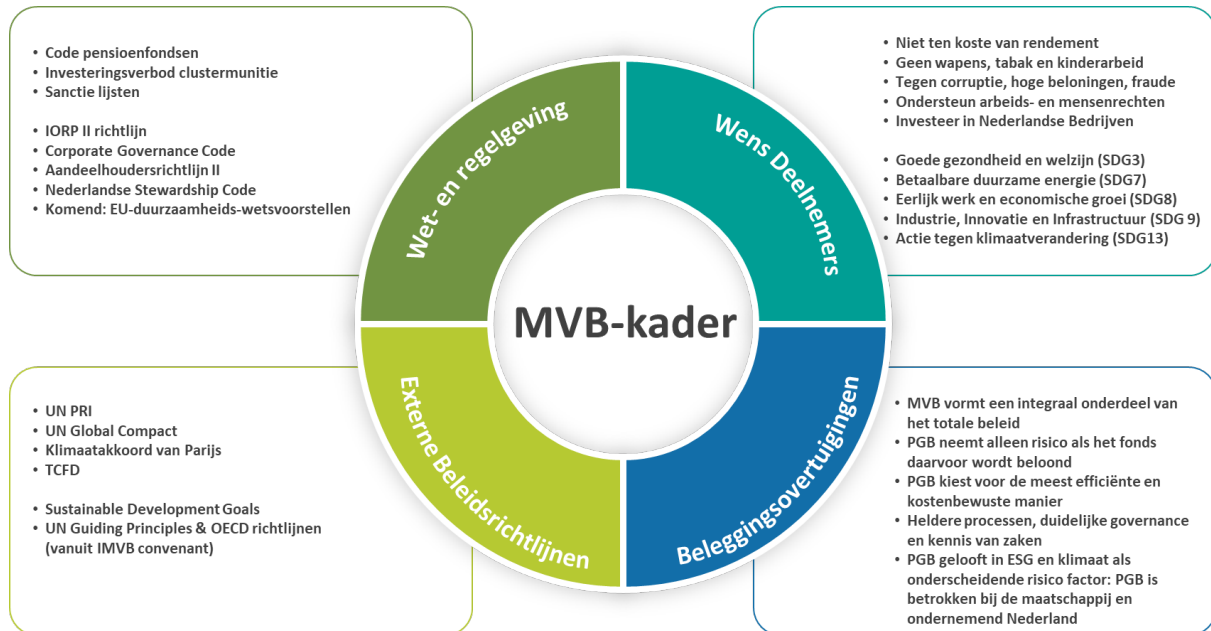 • Code pensioenfondsen
• Investeringsverbod clustermunitie
• Sanctie lijsten
• IORP II richtlijn
• Corporate Governance Code
• Aandeelhoudersrichtlijn II
• Nederlandse Stewardship Code
• Komend: EU-duurzaamheids-wetsvoorstellen
Wet- en regelgeving
Wens Deelnemers
• Niet ten koste van rendement
• Geen wapens, tabak en kinderarbeid
• Tegen corruptie, hoge beloningen, fraude
• Ondersteun arbeids- en mensenrechten
• Investeer in Nederlandse Bedrijven
• Goede gezondheid en welzijn (SDG3)
• Betaalbare duurzame energie (SDG7)
• Eerlijk werk en economische groei (SDG8)
• Industrie, Innovatie en Infrastructuur (SDG 9)
• Actie tegen klimaatverandering (SDG13)
MVB-kader
• UN PRI
• UN Global Compact
• Klimaatakkoord van Parijs
• TCFD
• Sustainable Development Goals
• UN Guiding Principles & OECD richtlijnen
(vanuit IMVB convenant)
Externe Beleidsrichtlijnen
Beleggingsovertuigingen
• MVB vormt een integraal onderdeel van
het totale beleid
• PGB neemt alleen risico als het fonds
daarvoor wordt beloond
• PGB kiest voor de meest efficiënte en
kostenbewuste manier
• Heldere processen, duidelijke governance
en kennis van zaken
• PGB gelooft in ESG en klimaat als
onderscheidende risico factor: PGB is
betrokken bij de maatschappij en
ondernemend Nederland